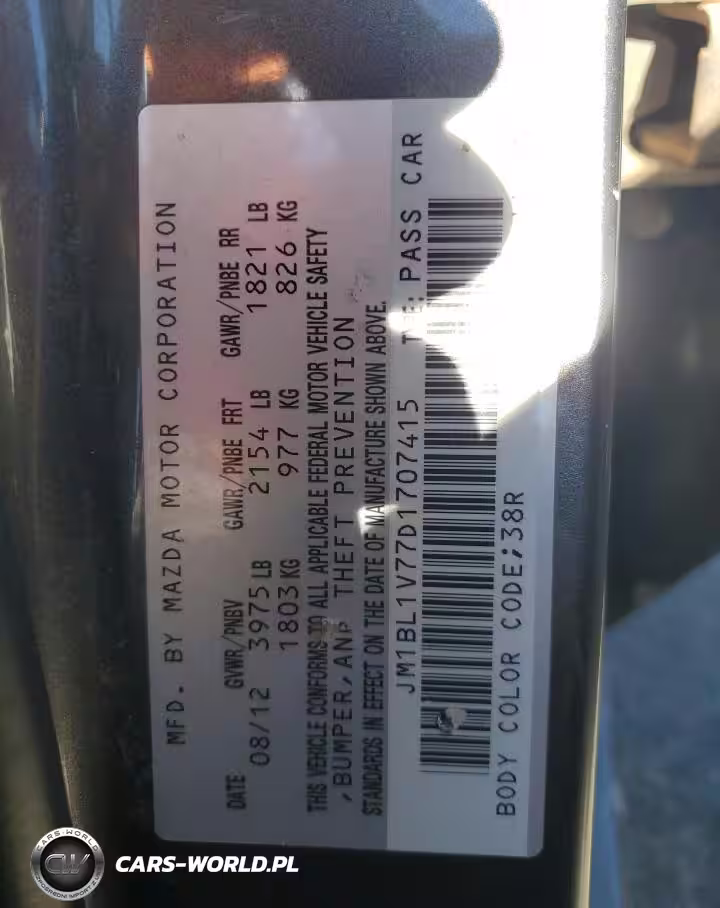 MFD. BY MAZDA MOTOR CORPORATION
DATE GVWR/PNBV GAWR/PNBE FRT GAWR/PNBE RR
08/12 3975 LB 2154 LB 1821 LB
1803 KG 977 KG 826 KG
THIS VEHICLE CONFORMS TO ALL APPLICABLE FEDERAL MOTOR VEHICLE SAFETY
,BUMPER,AND THEFT PREVENTION
STANDARDS IN EFFECT ON THE DATE OF MANUFACTURE SHOWN ABOVE.
JM1BL1V77D1707415 PASS CAR
BODY COLOR CODE;38R
CARS-WORLD
CW
CARS-WORLD.PL